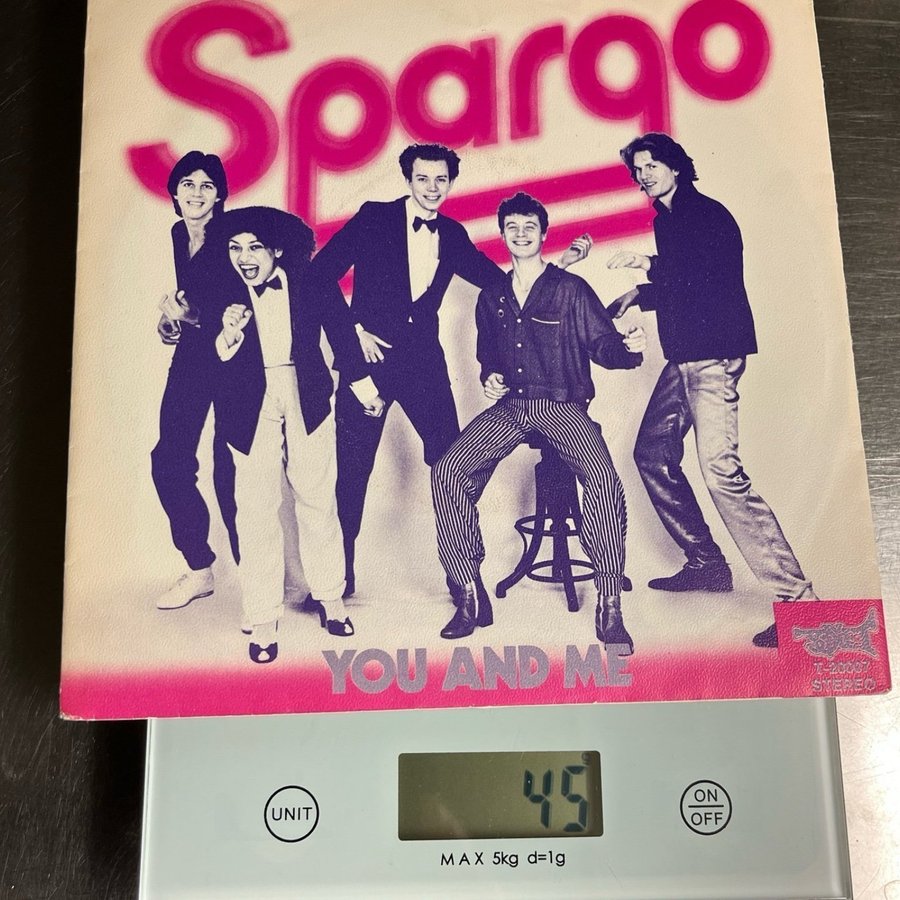 Spargo
YOU AND ME
T-20007
STEREO
45
UNIT
ON
OFF
MAX 5kg d=1g